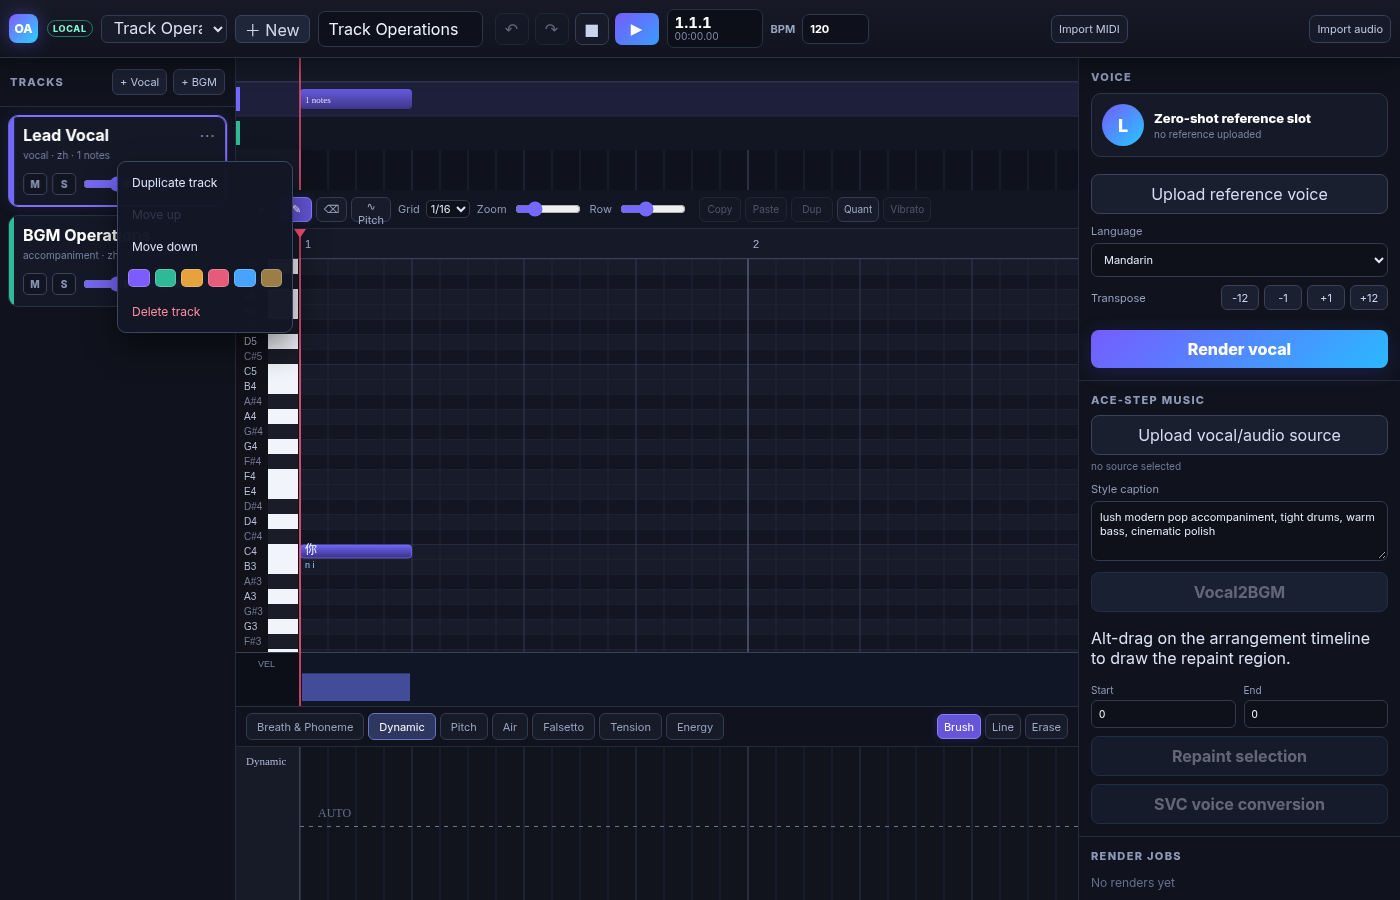 OA
LOCAL
Track Opera
+ New
Track Operations
1.1.1
00:00.00
BPM
120
Import MIDI
Import audio
TRACKS
+ Vocal
+ BGM
Lead Vocal
vocal · zh · 1 notes
M
S
BGM Operat
accompaniment · zh
M
S
Duplicate track
Move up
Move down
Delete track
1 notes
Pitch
Grid
1/16
Zoom
Row
Copy
Paste
Dup
Quant
Vibrato
1
2
D5
C#5
C5
B4
A#4
A4
G#4
G4
F#4
F4
E4
D#4
D4
C#4
C4
B3
A#3
A3
G#3
G3
F#3
你
n i
VEL
Breath & Phoneme
Dynamic
Pitch
Air
Falsetto
Tension
Energy
Brush
Line
Erase
Dynamic
AUTO
VOICE
L
Zero-shot reference slot
no reference uploaded
Upload reference voice
Language
Mandarin
Transpose
-12
-1
+1
+12
Render vocal
ACE-STEP MUSIC
Upload vocal/audio source
no source selected
Style caption
lush modern pop accompaniment, tight drums, warm
bass, cinematic polish
Vocal2BGM
Alt-drag on the arrangement timeline
to draw the repaint region.
Start
End
0
0
Repaint selection
SVC voice conversion
RENDER JOBS
No renders yet